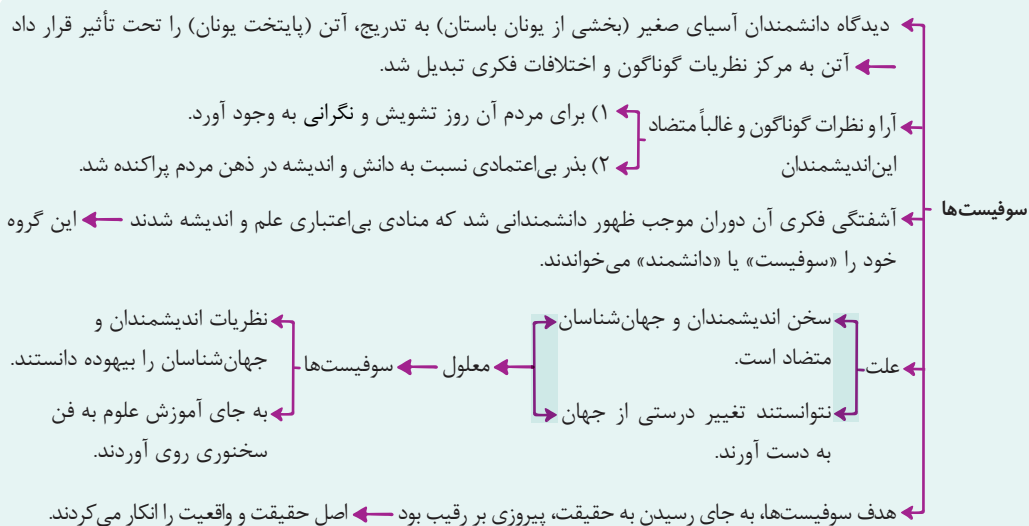 دیدگاه دانشمندان آسیای صغیر (بخشی از یونان باستان) به تدریج، آتن (پایتخت یونان) را تحت تأثیر قرار داد
آتن به مرکز نظریات گوناگون و اختلافات فکری تبدیل شد.
آرا و نظرات گوناگون و غالباً متضاد
این‌اندیشمندان
۱) برای مردم آن روز تشویش و نگرانی به وجود آورد.
۲) بذر بی‌اعتمادی نسبت به دانش و اندیشه در ذهن مردم پراکنده شد.
سوفیست‌ها
آشفتگی فکری آن دوران موجب ظهور دانشمندانی شد که منادی بی‌اعتباری علم و اندیشه شدند این گروه
خود را «سوفیست» یا «دانشمند» می‌خواندند.
علت
سخن اندیشمندان و جهان‌شناسان
متضاد است.
نتوانستند تغییر درستی از جهان
به دست آورند.
معلول
سوفیست‌ها
نظریات اندیشمندان و
جهان‌شناسان را بیهوده دانستند.
به جای آموزش علوم به فن
سخنوری روی آوردند.
هدف سوفیست‌ها، به جای رسیدن به حقیقت، پیروزی بر رقیب بود اصل حقیقت و واقعیت را انکار می‌کردند.